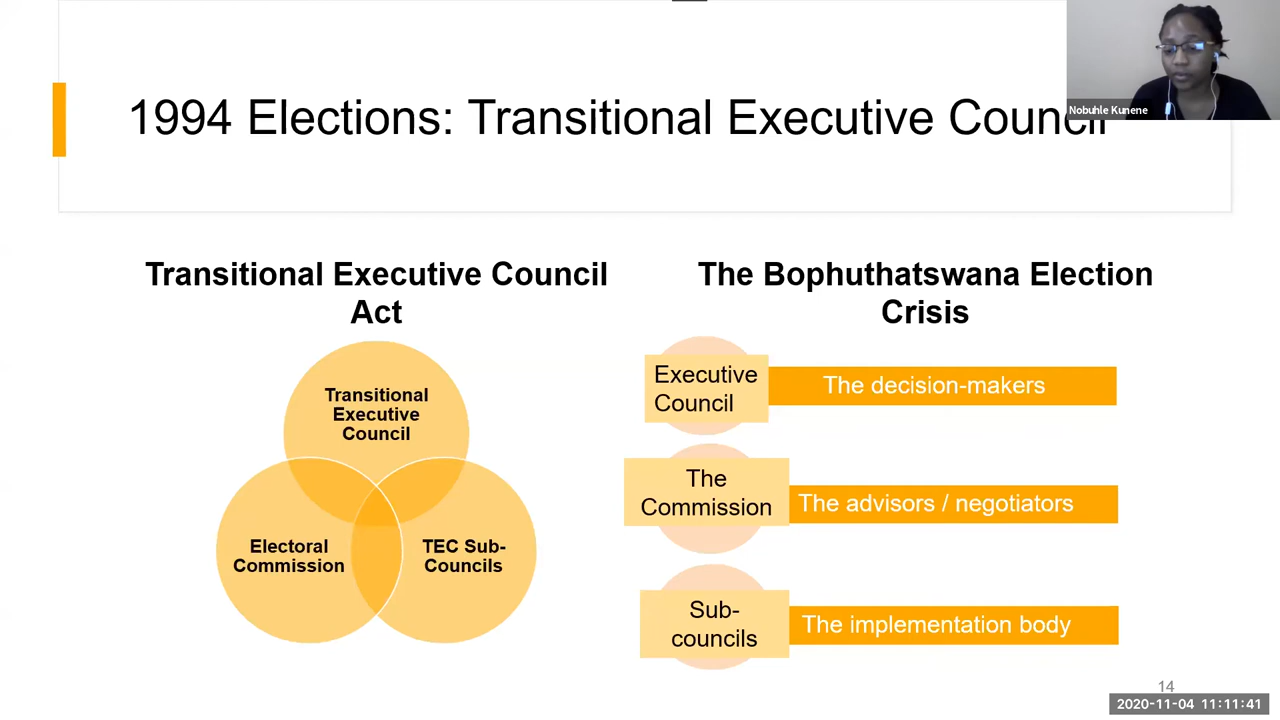 1994 Elections: Transitional Executive Council
Nobuhle Kunene
Transitional Executive Council
Act
The Bophuthatswana Election
Crisis
Transitional
Executive
Council
Electoral
Commission
TEC Sub-
Councils
Executive
Council
The decision-makers
The
Commission
The advisors / negotiators
Sub-
councils
The implementation body
14
2020-11-04 11:11:41